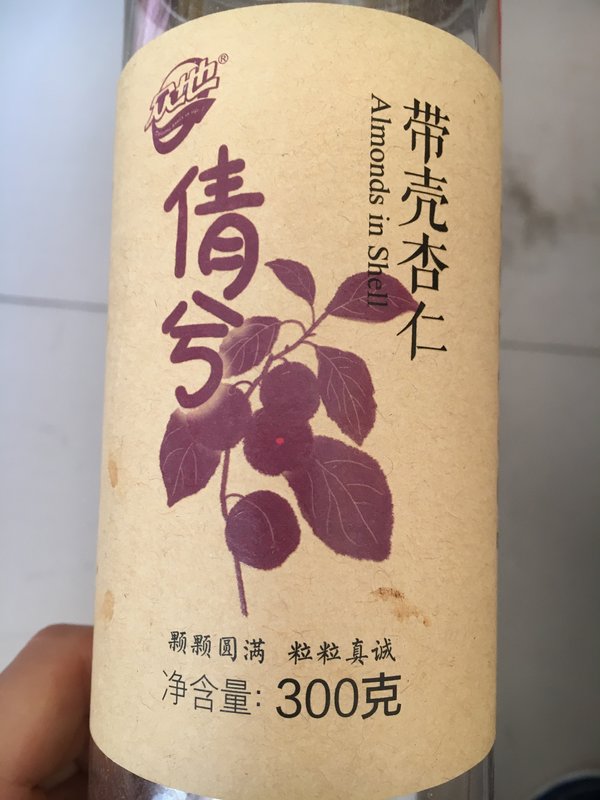 众地®
倩兮
带壳杏仁
Almonds in Shell
颗颗圆满 粒粒真诚
净含量: 300克